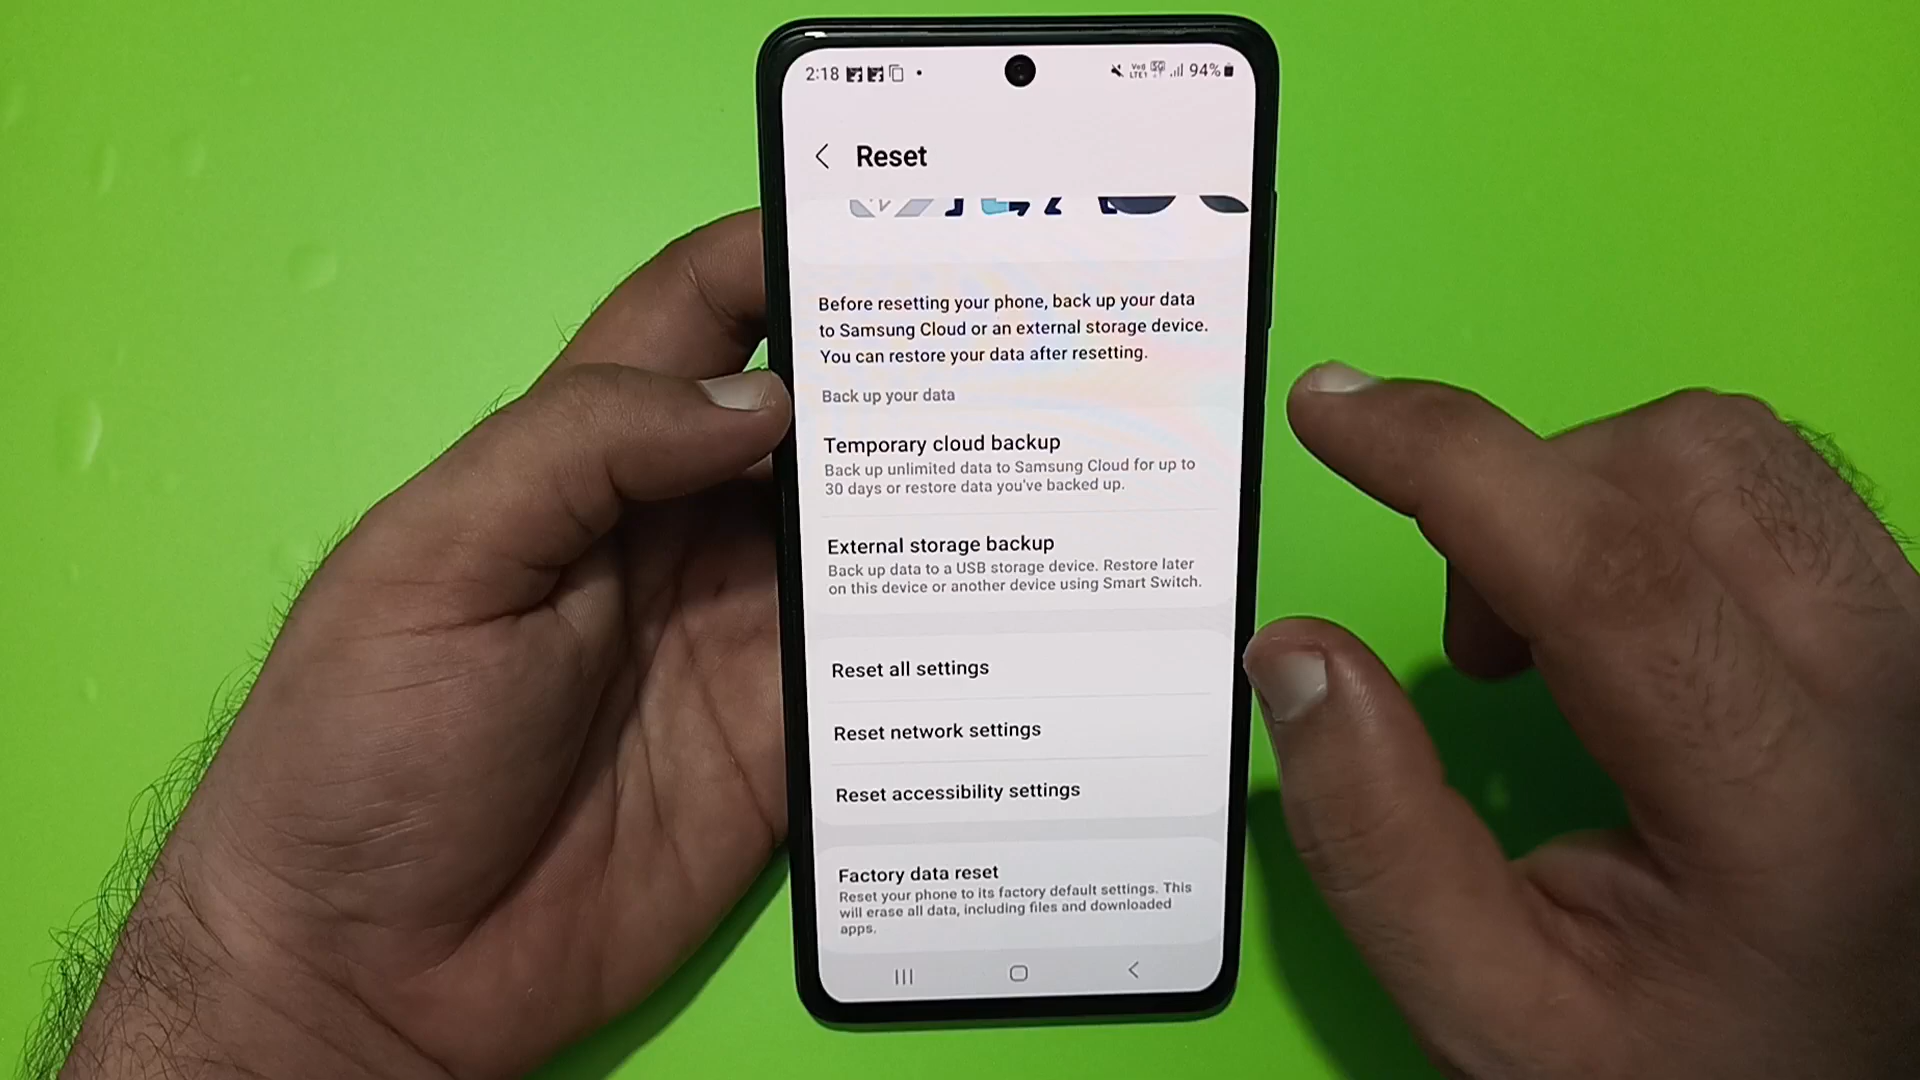 2:18
94%
Reset
Before resetting your phone, back up your data
to Samsung Cloud or an external storage device.
You can restore your data after resetting.
Back up your data
Temporary cloud backup
Back up unlimited data to Samsung Cloud for up to
30 days or restore data you've backed up.
External storage backup
Back up data to a USB storage device. Restore later
on this device or another device using Smart Switch.
Reset all settings
Reset network settings
Reset accessibility settings
Factory data reset
Reset your phone to its factory default settings. This
will erase all data, including files and downloaded
apps.